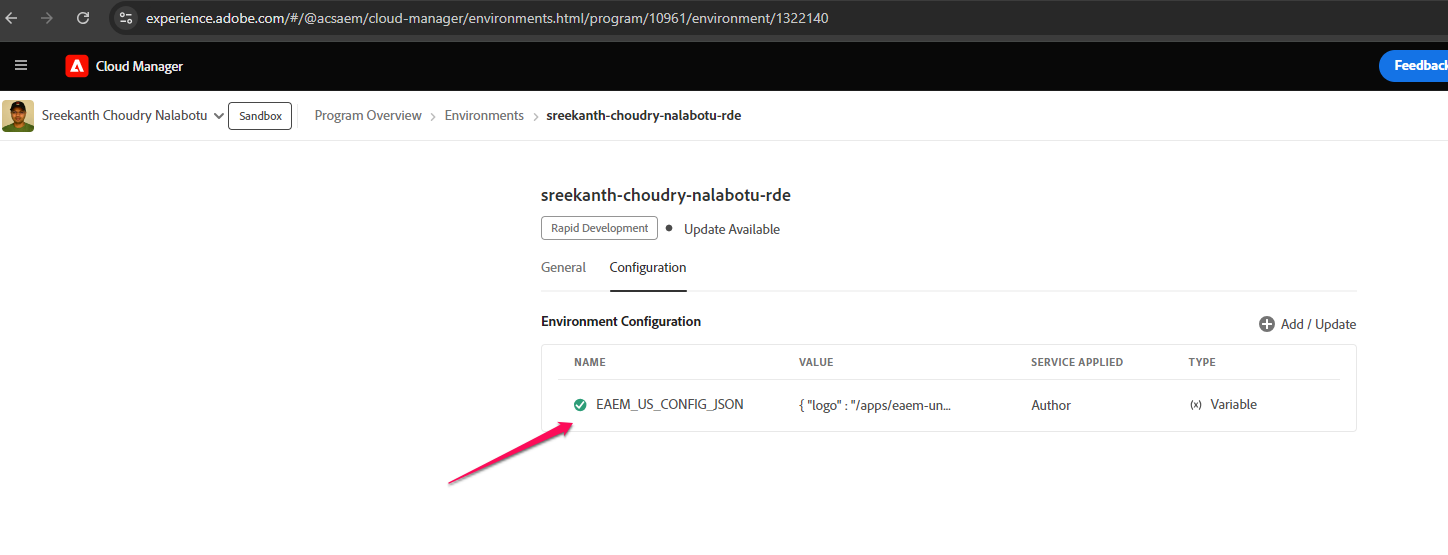 experience.adobe.com/#/@acsaem/cloud-manager/environments.html/program/10961/environment/1322140
Cloud Manager
Feedback
Sreekanth Choudry Nalabotu Sandbox Program Overview > Environments > sreekanth-choudry-nalabotu-rde
sreekanth-choudry-nalabotu-rde
Rapid Development • Update Available
General Configuration
Environment Configuration
Add / Update
NAME VALUE SERVICE APPLIED TYPE
EAEM_US_CONFIG_JSON { "logo" : "/apps/eaem-un... Author (x) Variable